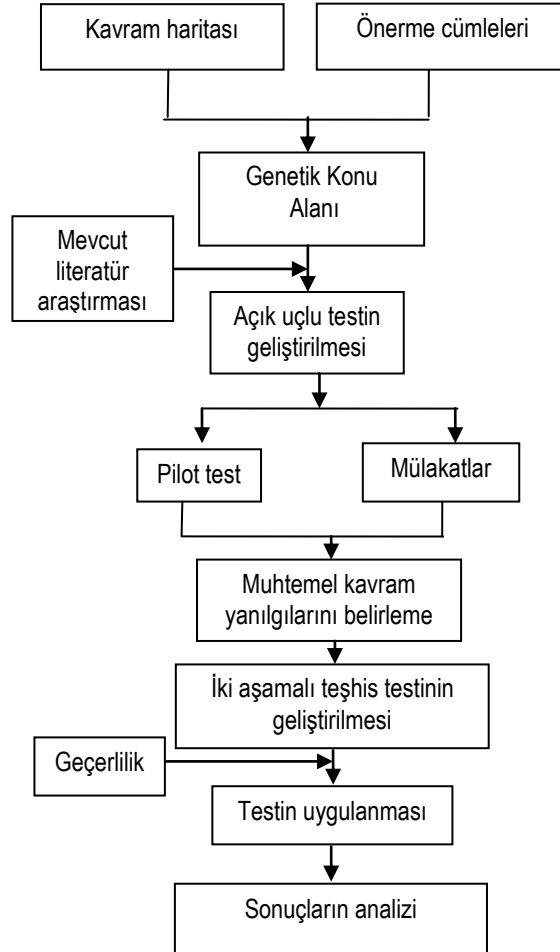 Kavram haritası
Önerme cümleleri
Genetik Konu
Alanı
Mevcut
literatür
araştırması
Açık uçlu testin
geliştirilmesi
Pilot test
Mülakatlar
Muhtemel kavram
yanılgılarını belirleme
İki aşamalı teşhis testinin
geliştirilmesi
Geçerlilik
Testin uygulanması
Sonuçların analizi